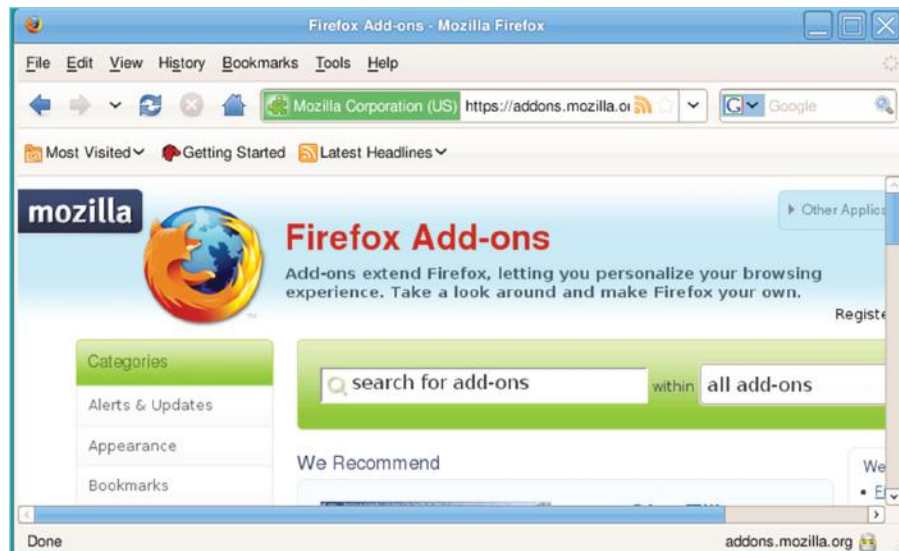 Firefox Add-ons - Mozilla Firefox
File Edit View History Bookmarks Tools Help
Mozilla Corporation (US) https://addons.mozilla.or G Google
Most Visited Getting Started Latest Headlines
mozilla
Other Applica
Firefox Add-ons
Add-ons extend Firefox, letting you personalize your browsing
experience. Take a look around and make Firefox your own.
TM
Registe
Categories
search for add-ons within all add-ons
Alerts & Updates
Appearance
We Recommend
We
Bookmarks
Done addons.mozilla.org